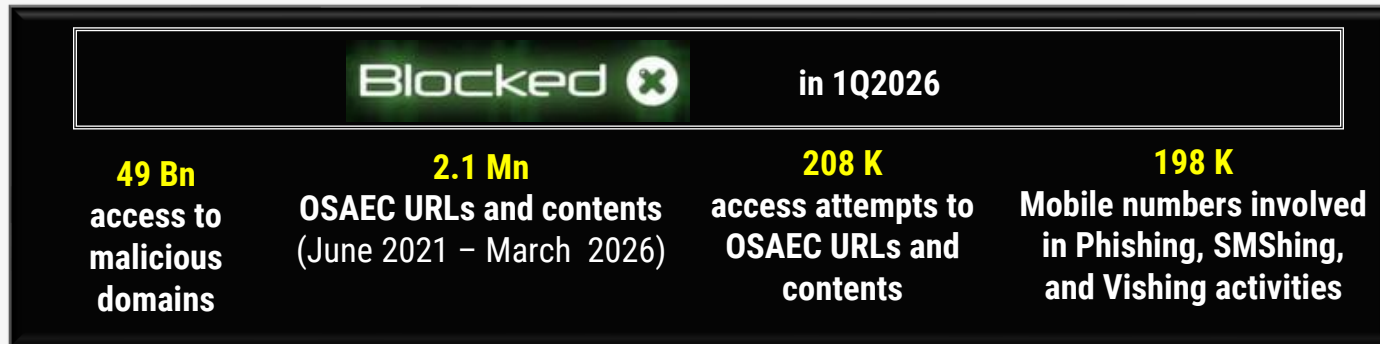 Blocked in 1Q2026
49 Bn
access to
malicious
domains
2.1 Mn
OSAEC URLs and contents
(June 2021 – March 2026)
208 K
access attempts to
OSAEC URLs and
contents
198 K
Mobile numbers involved
in Phishing, SMShing,
and Vishing activities